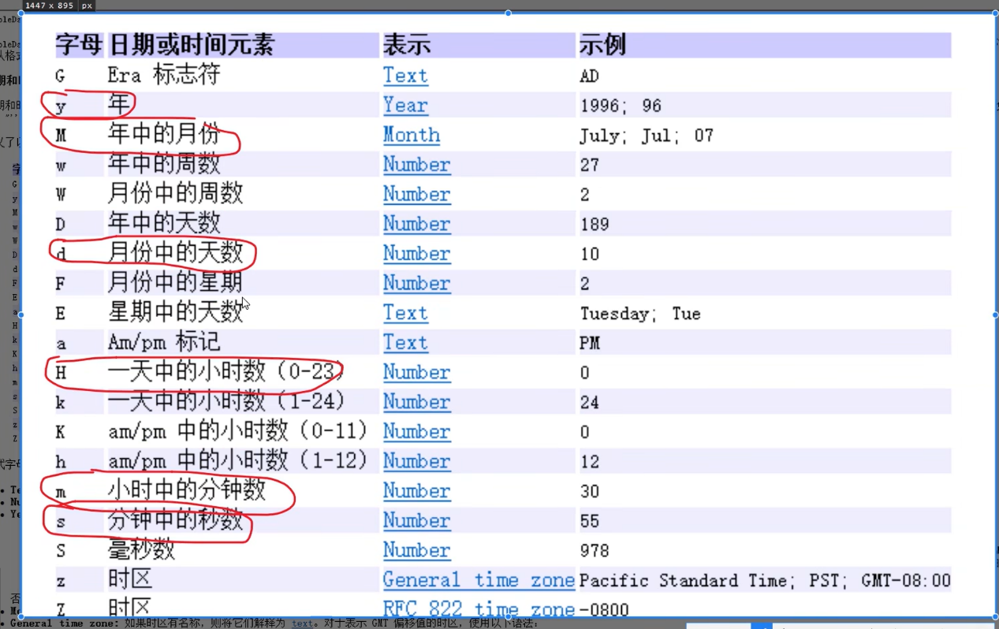 1447 x 895 px
字母 日期或时间元素 表示 示例
G Era 标志符 Text AD
y 年 Year 1996; 96
M 年中的月份 Month July; Jul; 07
w 年中的周数 Number 27
W 月份中的周数 Number 2
D 年中的天数 Number 189
d 月份中的天数 Number 10
F 月份中的星期 Number 2
E 星期中的天数 Text Tuesday; Tue
a Am/pm 标记 Text PM
H 一天中的小时数（0-23） Number 0
k 一天中的小时数（1-24） Number 24
K am/pm 中的小时数（0-11） Number 0
h am/pm 中的小时数（1-12） Number 12
m 小时中的分钟数 Number 30
s 分钟中的秒数 Number 55
S 毫秒数 Number 978
z 时区 General time zone Pacific Standard Time; PST; GMT-08:00
Z 时区 RFC 822 time zone -0800
General time zone: 如果时区有名称，则将它们解释为 text。对于表示 GMT 偏移值的时区，使用以下语法：